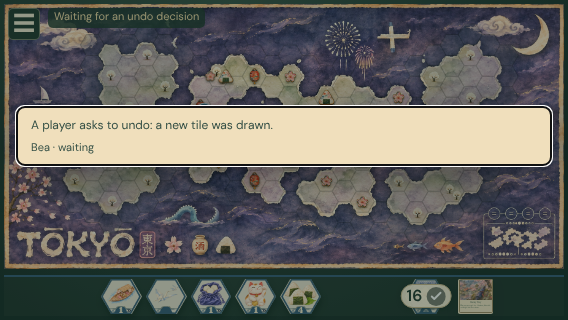 Waiting for an undo decision
A player asks to undo: a new tile was drawn.
Bea · waiting
TŌKYŌ
東京
16